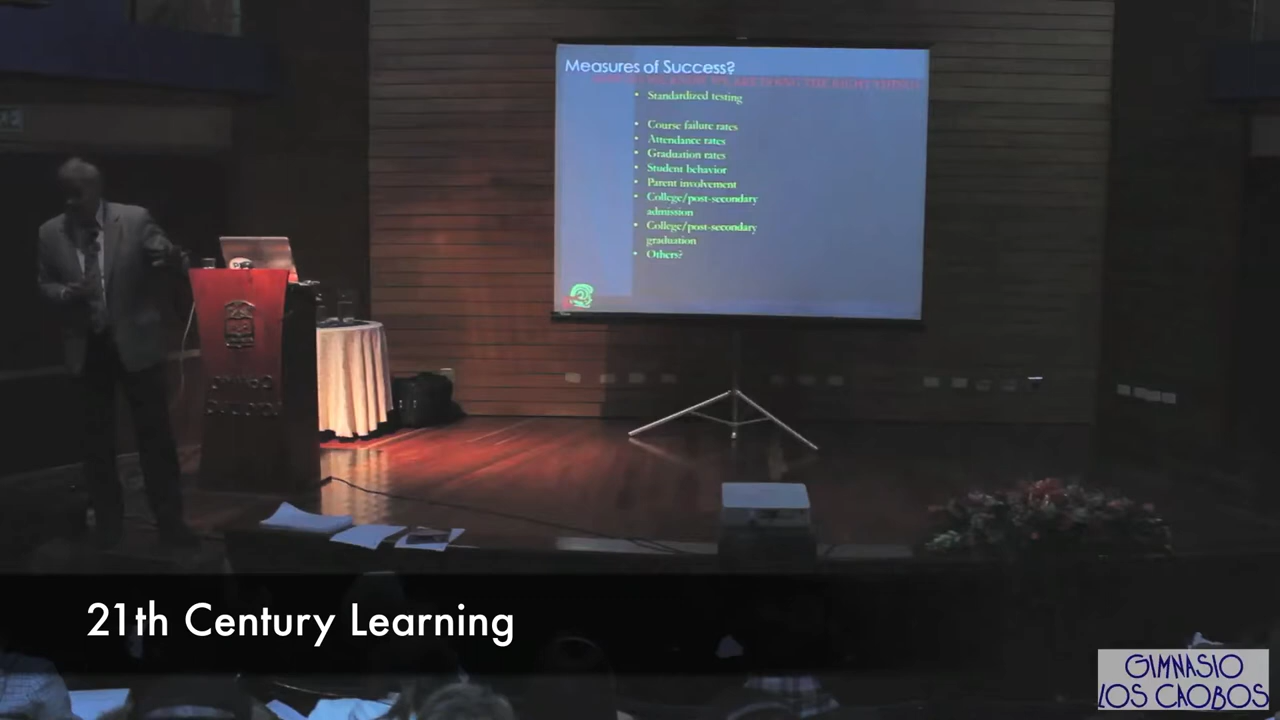 Measures of Success?
• Standardized testing
• Course failure rates
• Attendance rates
• Graduation rates
• Student behavior
• Parent involvement
• College/post-secondary
admission
• College/post-secondary
graduation
• Others?
21th Century Learning
GIMNASIO
LOS CAOBOS